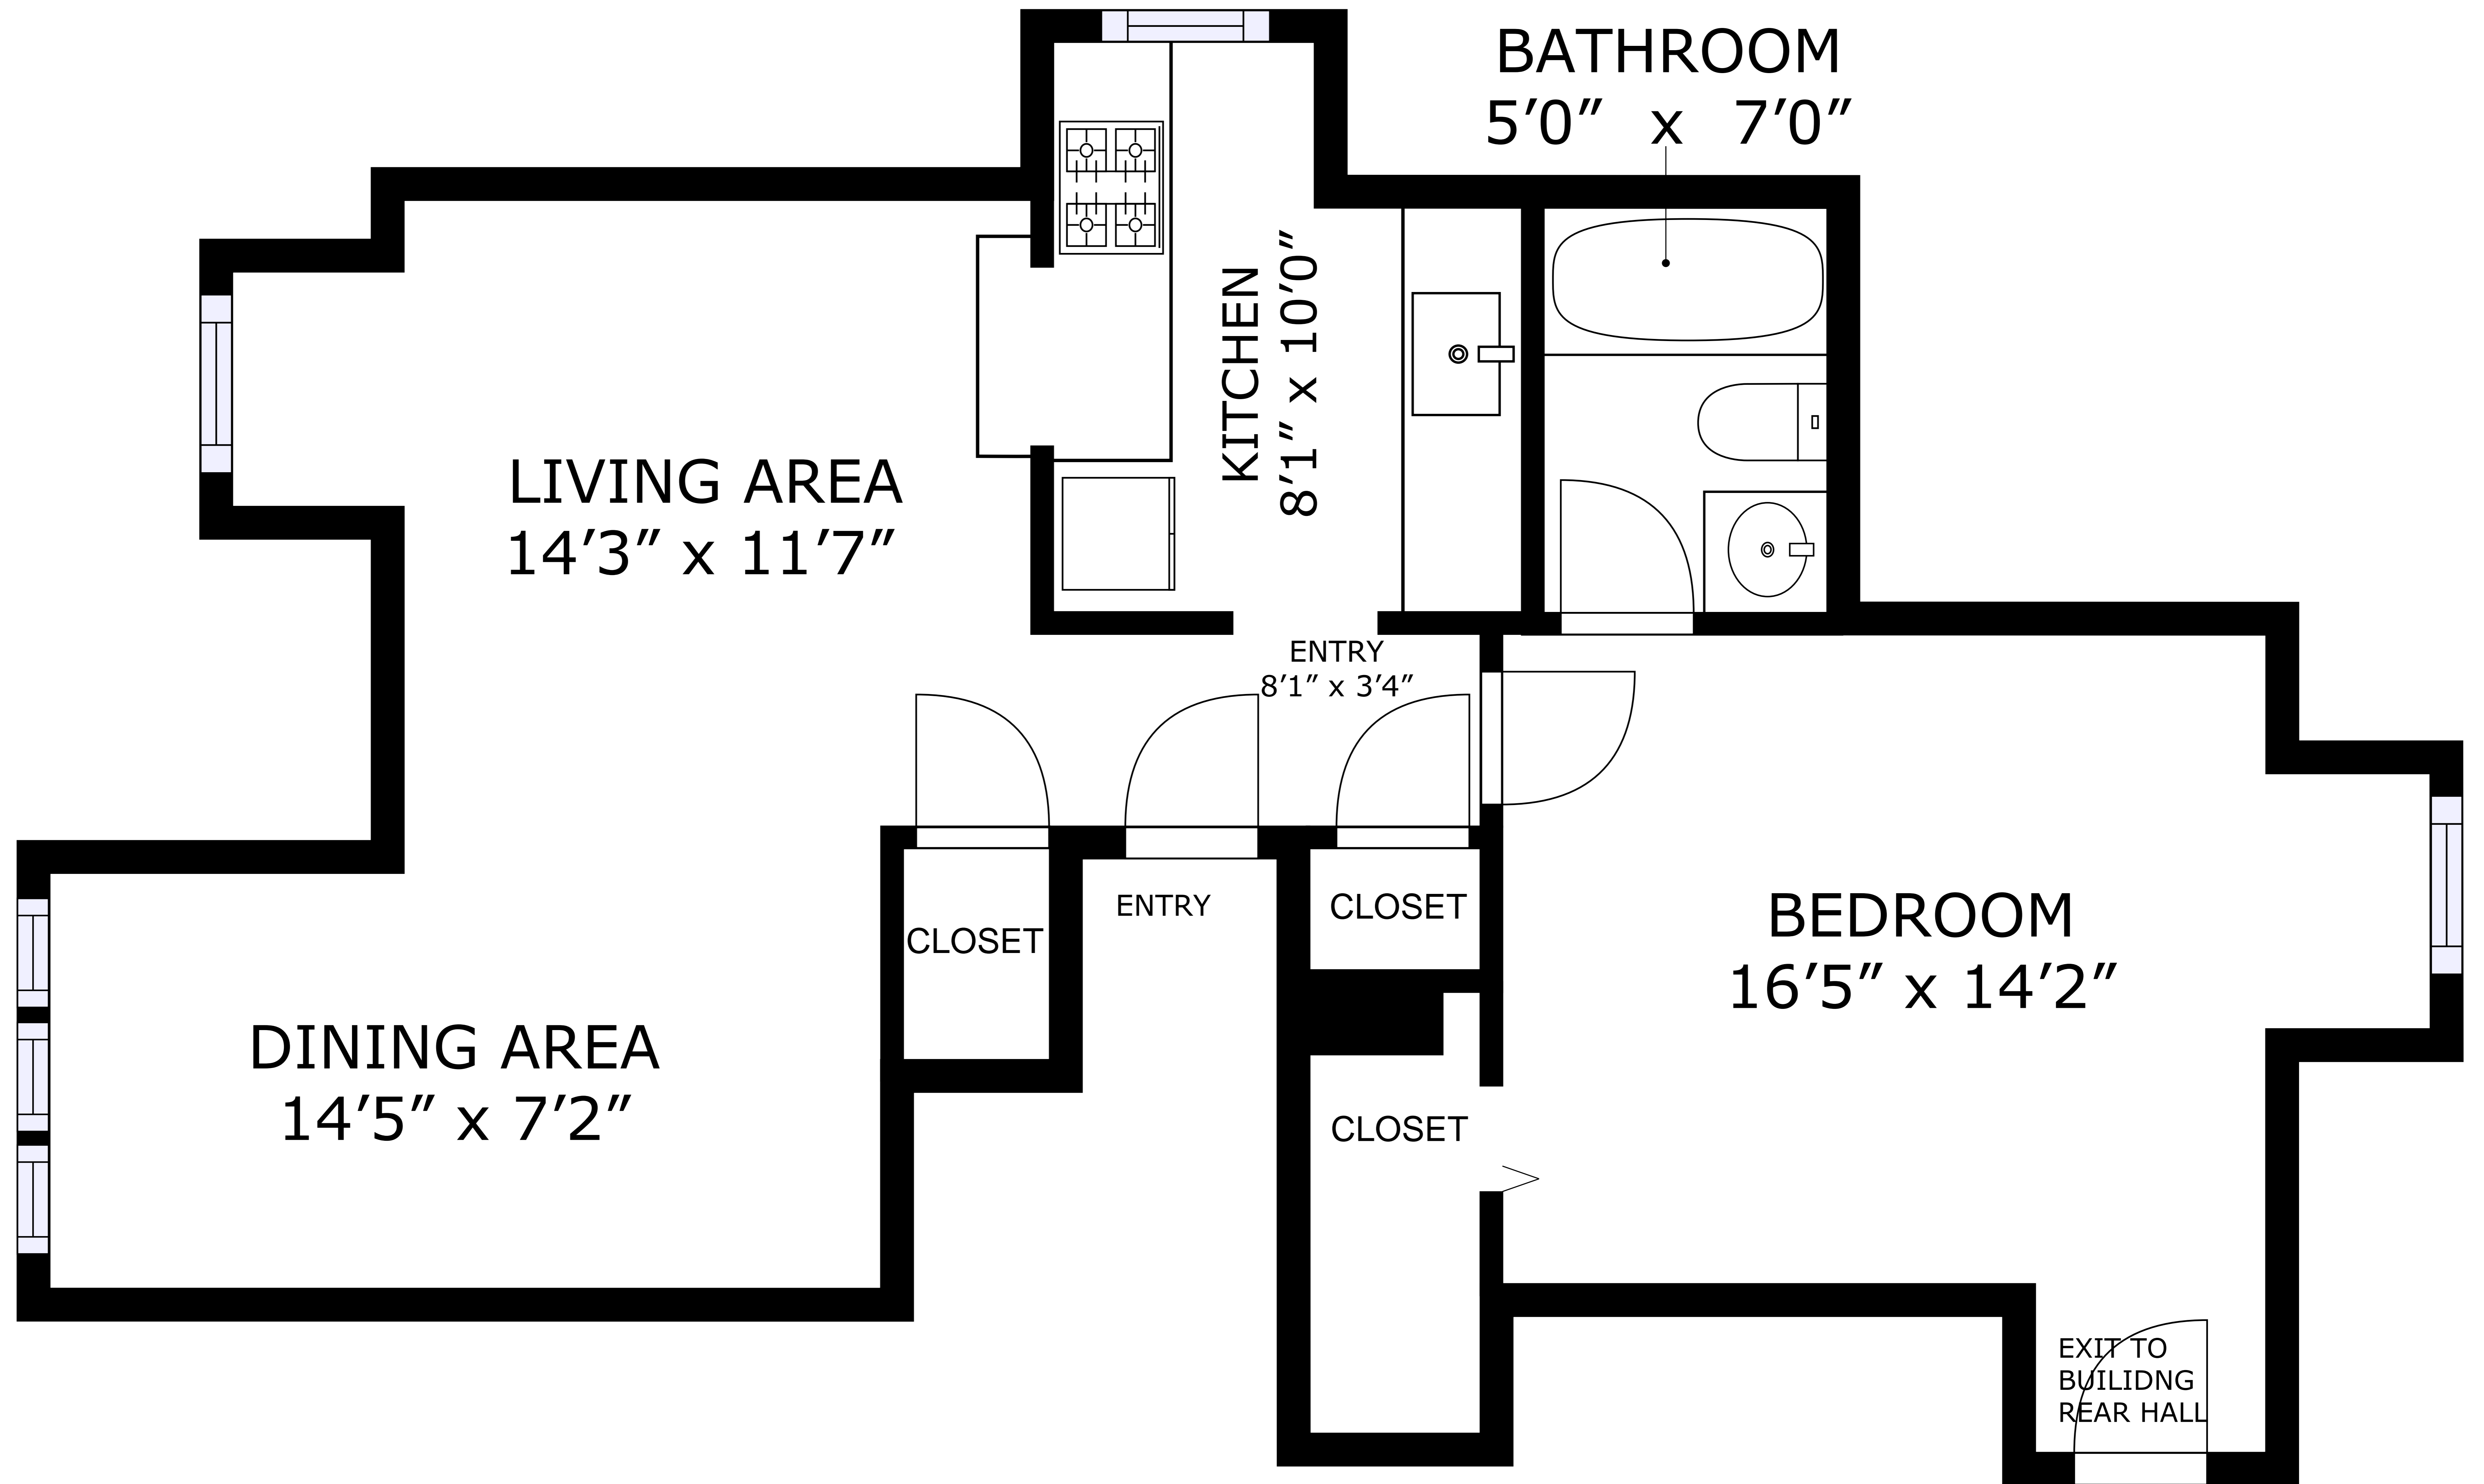 BATHROOM
5’0” x 7’0”
KITCHEN
8’1” x 10’0”
LIVING AREA
14’3” x 11’7”
ENTRY
8’1” x 3’4”
CLOSET
ENTRY
CLOSET
BEDROOM
16’5” x 14’2”
DINING AREA
14’5” x 7’2”
CLOSET
EXIT TO
BUILIDNG
REAR HALL